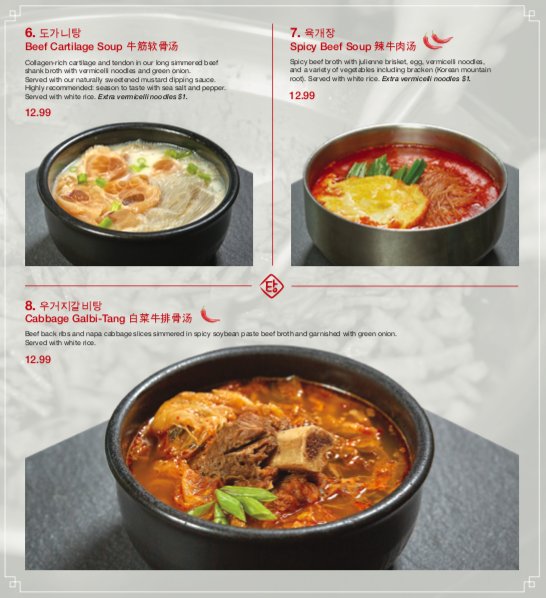 6. 도가니탕
Beef Cartilage Soup 牛筋软骨汤
Collagen-rich cartilage and tendon in our long simmered beef
shank broth with vermicelli noodles and green onion.
Served with our naturally sweetened mustard dipping sauce.
Highly recommended: season to taste with sea salt and pepper.
Served with white rice. Extra vermicelli noodles $1.
12.99
7. 육개장
Spicy Beef Soup 辣牛肉汤
Spicy beef broth with julienne brisket, egg, vermicelli noodles,
and a variety of vegetables including bracken (Korean mountain
root). Served with white rice. Extra vermicelli noodles $1.
12.99
탕
8. 우거지갈비탕
Cabbage Galbi-Tang 白菜牛排骨汤
Beef back ribs and napa cabbage slices simmered in spicy soybean paste beef broth and garnished with green onion.
Served with white rice.
12.99